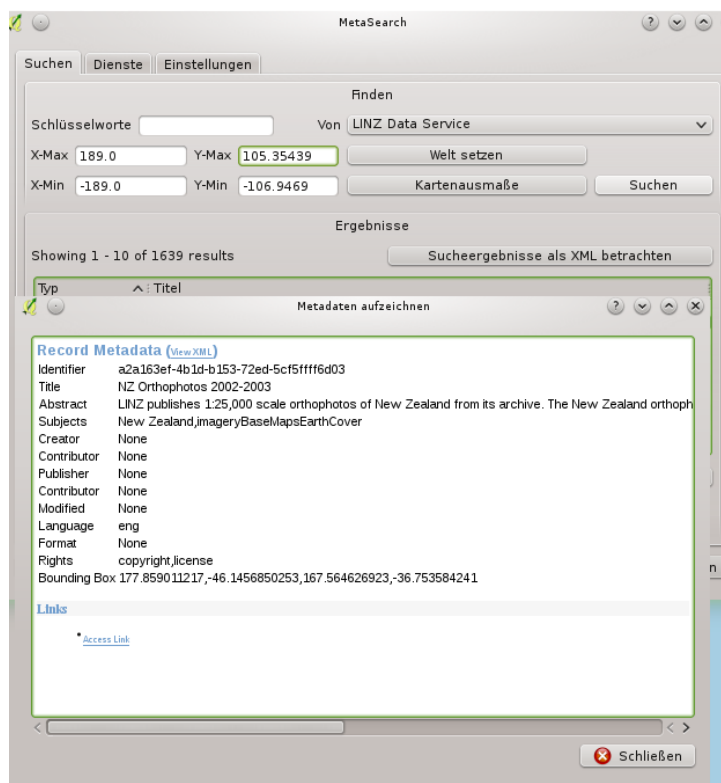 MetaSearch
Suchen Dienste Einstellungen
Finden
Schlüsselworte Von LINZ Data Service
X-Max 189.0 Y-Max 105.35439 Welt setzen
X-Min -189.0 Y-Min -106.9469 Kartenausmaße Suchen
Ergebnisse
Showing 1 - 10 of 1639 results Sucheergebnisse als XML betrachten
Typ Titel
Metadaten aufzeichnen
Record Metadata (View XML)
Identifier a2a163ef-4b1d-b153-72ed-5cf5ffff6d03
Title NZ Orthophotos 2002-2003
Abstract LINZ publishes 1:25,000 scale orthophotos of New Zealand from its archive. The New Zealand orthoph
Subjects New Zealand,imageryBaseMapsEarthCover
Creator None
Contributor None
Publisher None
Contributor None
Modified None
Language eng
Format None
Rights copyright,license
Bounding Box 177.859011217,-46.1456850253,167.564626923,-36.753584241
Links
Access Link
Schließen
n